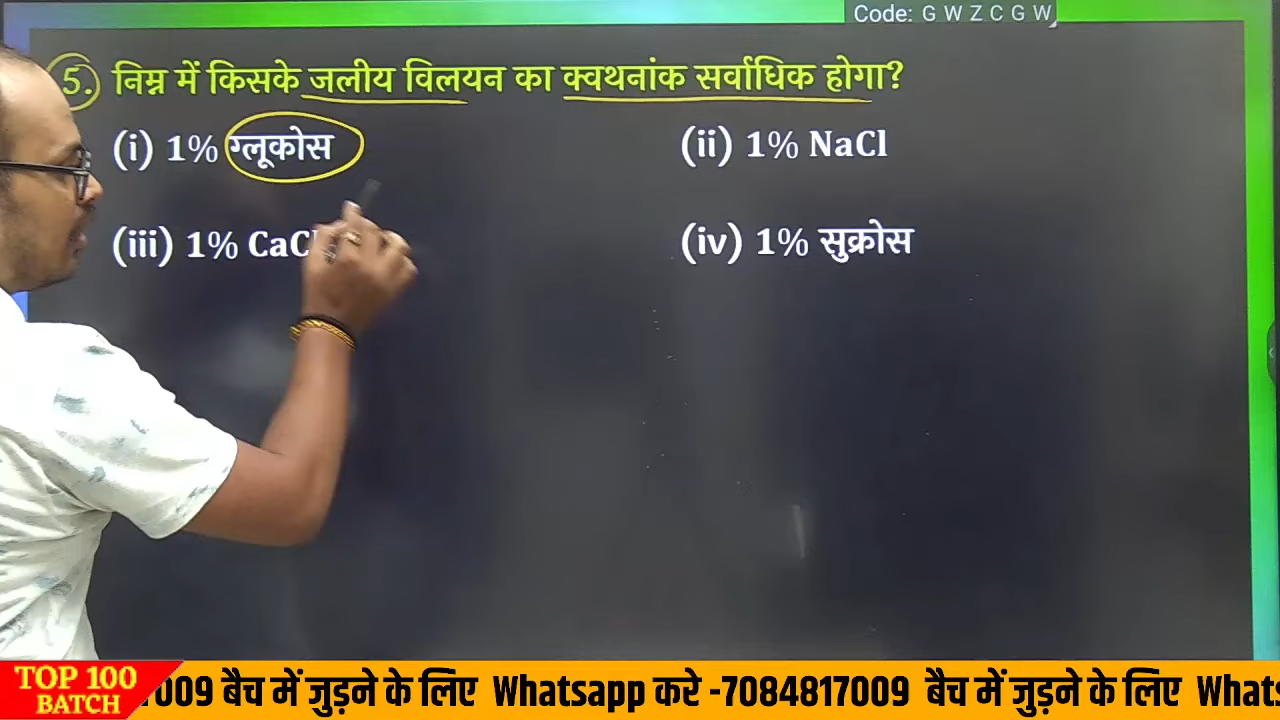 Code: G W Z C G W
5. निम्न में किसके जलीय विलयन का क्वथनांक सर्वाधिक होगा?
(i) 1% ग्लूकोस
(ii) 1% NaCl
(iii) 1%
(iv) 1% सुक्रोस
TOP 100
BATCH
009 बैच में जुड़ने के लिए Whatsapp करे -7084817009 बैच में जुड़ने के लिए